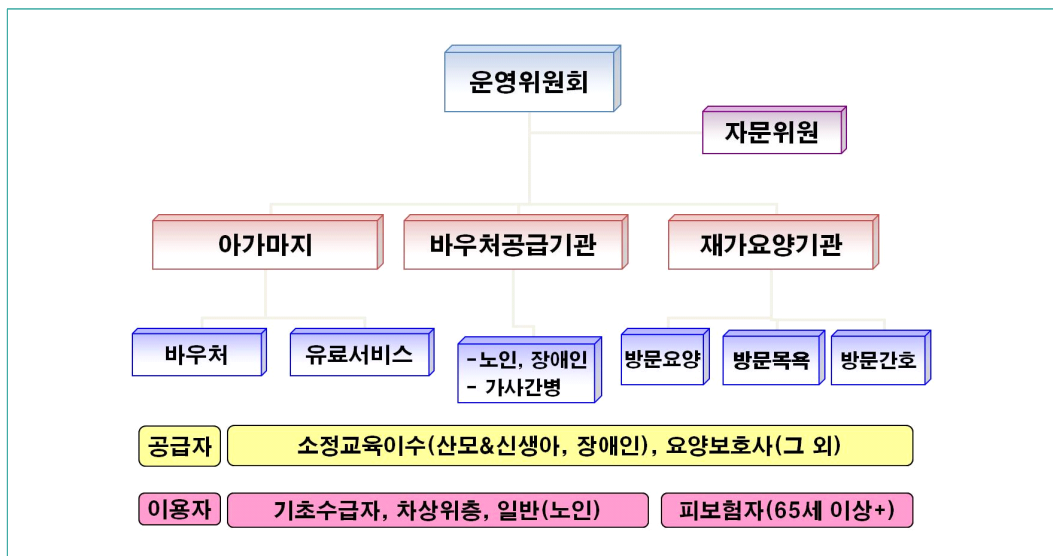 운영위원회
자문위원
아가마지
바우처공급기관
재가요양기관
바우처
유료서비스
-노인, 장애인
- 가사간병
방문요양
방문목욕
방문간호
공급자
소정교육이수(산모&신생아, 장애인), 요양보호사(그 외)
이용자
기초수급자, 차상위층, 일반(노인)
피보험자(65세 이상+)